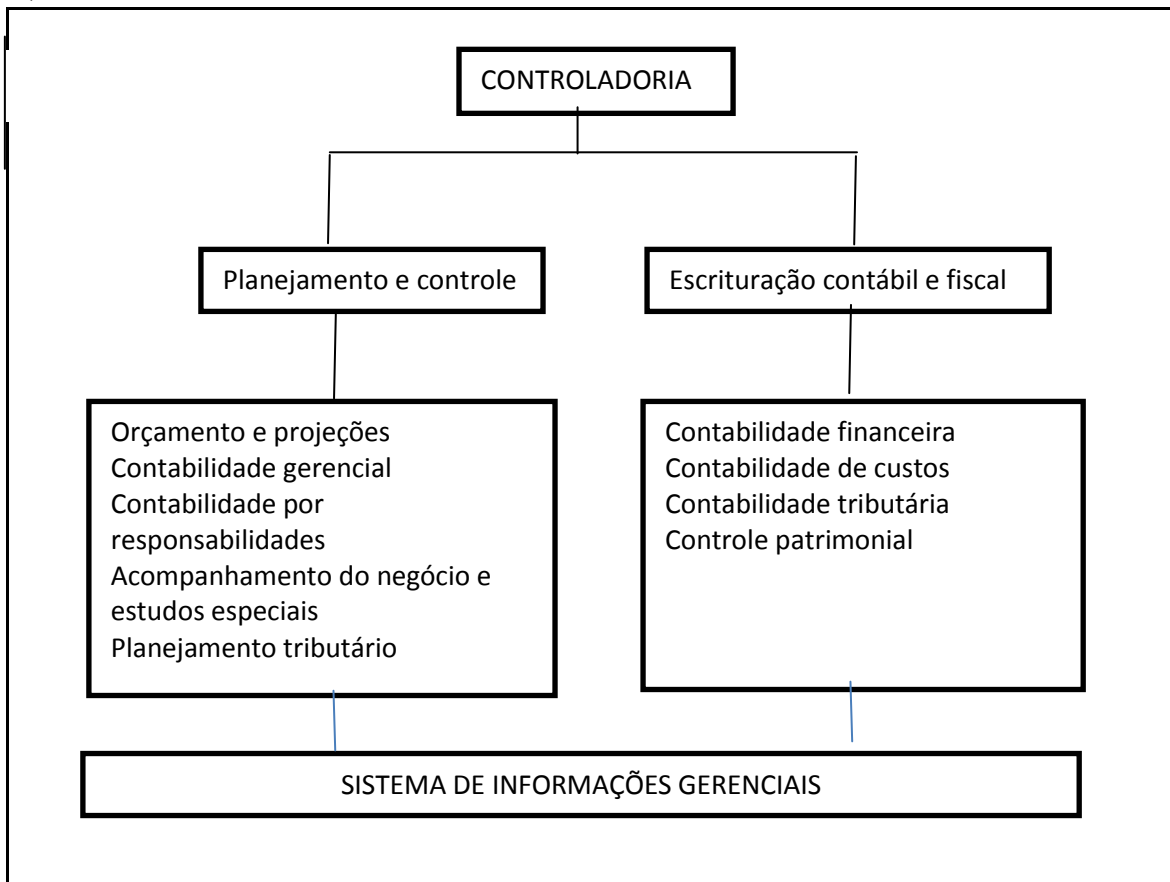 CONTROLADORIA
Planejamento e controle
Escrituração contábil e fiscal
Orçamento e projeções
Contabilidade gerencial
Contabilidade por
responsabilidades
Acompanhamento do negócio e
estudos especiais
Planejamento tributário
Contabilidade financeira
Contabilidade de custos
Contabilidade tributária
Controle patrimonial
SISTEMA DE INFORMAÇÕES GERENCIAIS